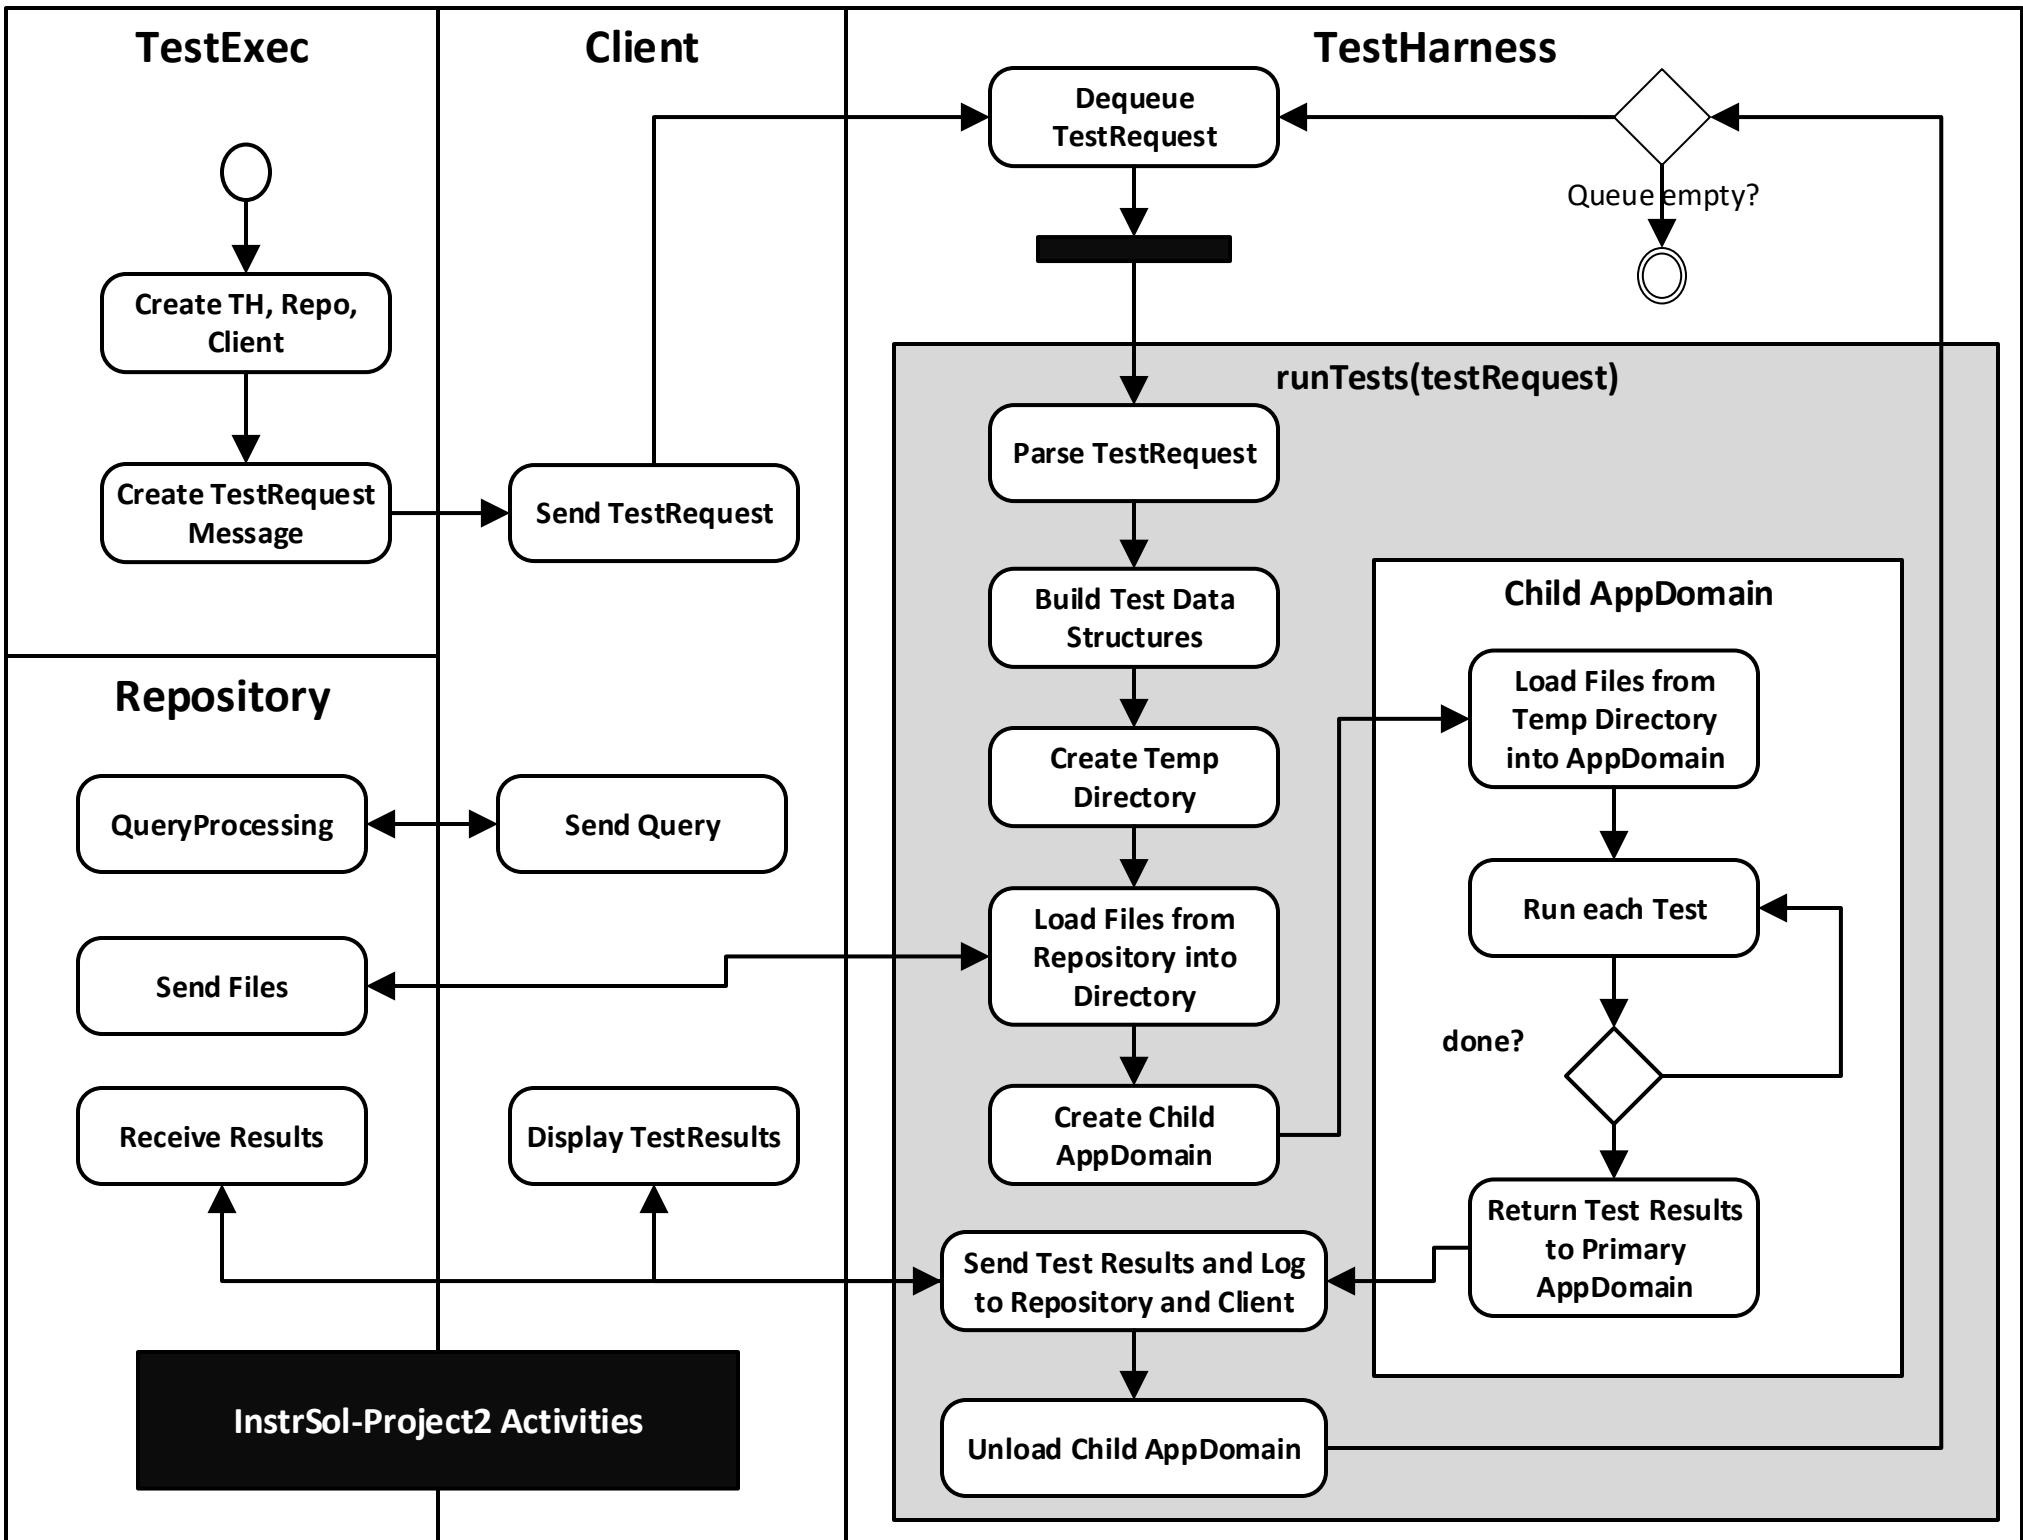 TestExec
Client
TestHarness
Dequeue
TestRequest
Queue empty?
Create TH, Repo,
Client
runTests(testRequest)
Parse TestRequest
Create TestRequest
Message
Send TestRequest
Build Test Data
Structures
Child AppDomain
Repository
Load Files from
Temp Directory
into AppDomain
Create Temp
Directory
QueryProcessing
Send Query
Load Files from
Repository into
Directory
Run each Test
Send Files
done?
Receive Results
Display TestResults
Create Child
AppDomain
Return Test Results
to Primary
AppDomain
Send Test Results and Log
to Repository and Client
InstrSol-Project2 Activities
Unload Child AppDomain